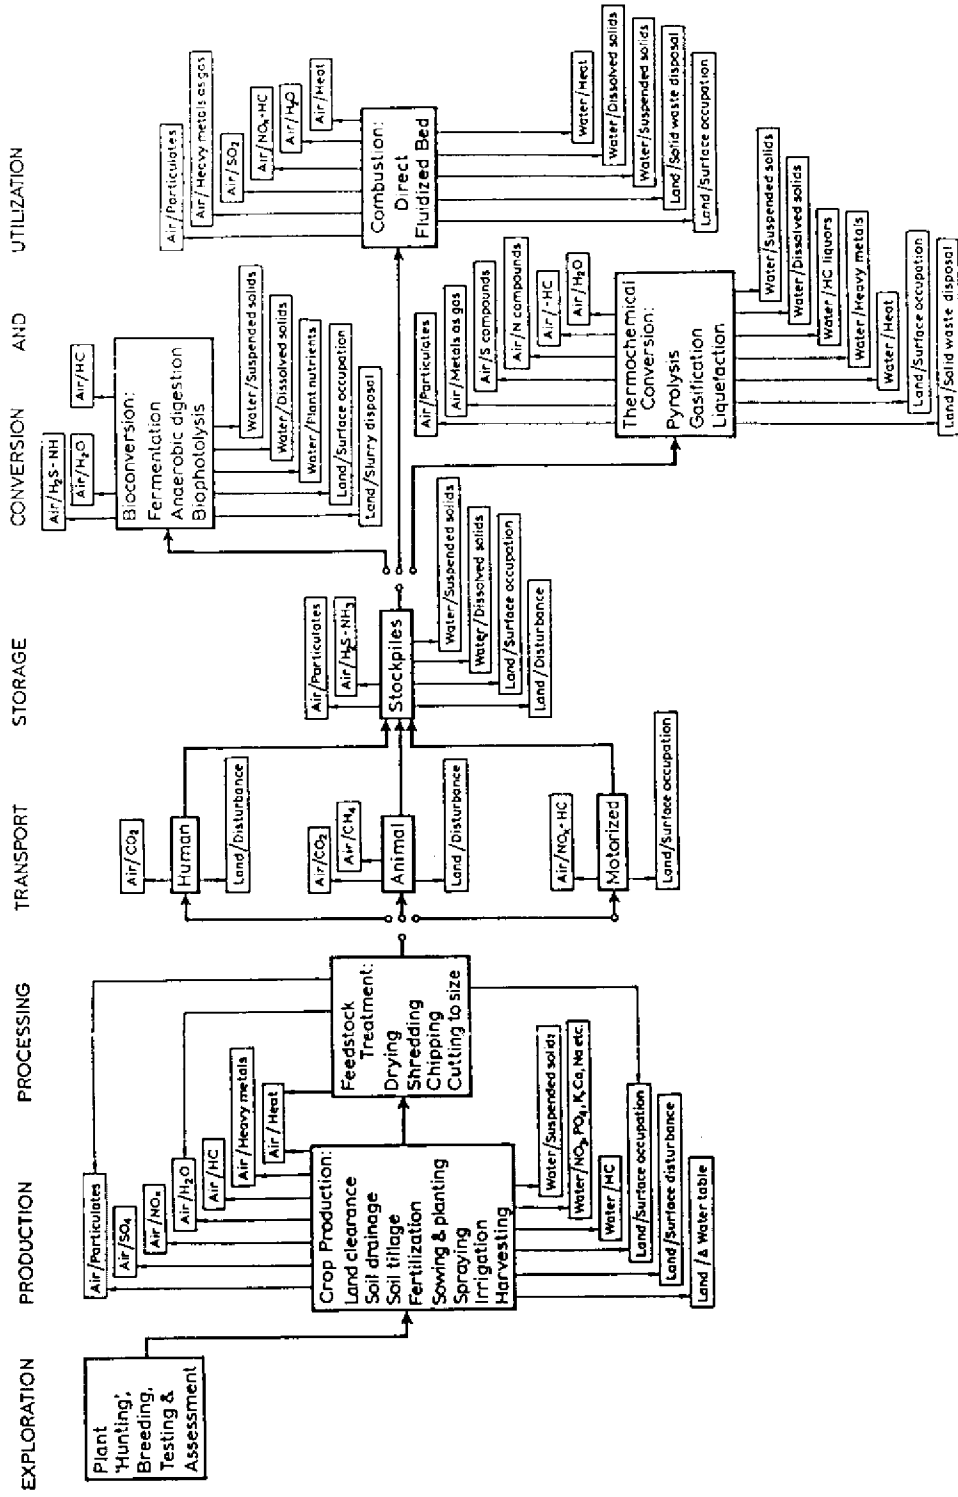 EXPLORATION
PRODUCTION
PROCESSING
TRANSPORT
STORAGE
CONVERSION AND UTILIZATION
Plant
'Hunting',
Breeding,
Testing &
Assessment
Air/Particulates
Air/SO₄
Air/NOₓ
Air/H₂O
Air/HC
Air/Heavy metals
Air/Heat
Crop Production:
Land clearance
Soil drainage
Soil tillage
Fertilization
Sowing & planting
Spraying
Irrigation
Harvesting
Water/Suspended solids
Water/NO₃, PO₄, K, Ca, Na etc.
Water/HC
Land/Surface occupation
Land/Surface disturbance
Land/Δ Water table
Feedstock
Treatment:
Drying
Shredding
Chipping
Cutting to size
Air/CO₂
Human
Land/Disturbance
Air/CO₂
Air/CH₄
Animal
Land/Disturbance
Air/NOₓ-HC
Motorized
Land/Surface occupation
Air/Particulates
Air/H₂S-NH₃
Stockpiles
Water/Suspended solids
Water/Dissolved solids
Land/Surface occupation
Land/Disturbance
Air/H₂S-NH
Air/H₂O
Air/HC
Bioconversion:
Fermentation
Anaerobic digestion
Biophotolysis
Water/Suspended solids
Water/Dissolved solids
Water/Plant nutrients
Land/Surface occupation
Land/Slurry disposal
Air/Particulates
Air/Heavy metals as gas
Air/SO₂
Air/NOₓ-HC
Air/H₂O
Air/Heat
Combustion:
Direct
Fluidized Bed
Water/Heat
Water/Dissolved solids
Water/Suspended solids
Land/Solid waste disposal
Land/Surface occupation
Air/Particulates
Air/Metals as gas
Air/S compounds
Air/N compounds
Air/-HC
Air/H₂O
Thermochemical
Conversion:
Pyrolysis
Gasification
Liquefaction
Water/Suspended solids
Water/Dissolved solids
Water/HC liquors
Water/Heavy metals
Water/Heat
Land/Surface occupation
Land/Solid waste disposal